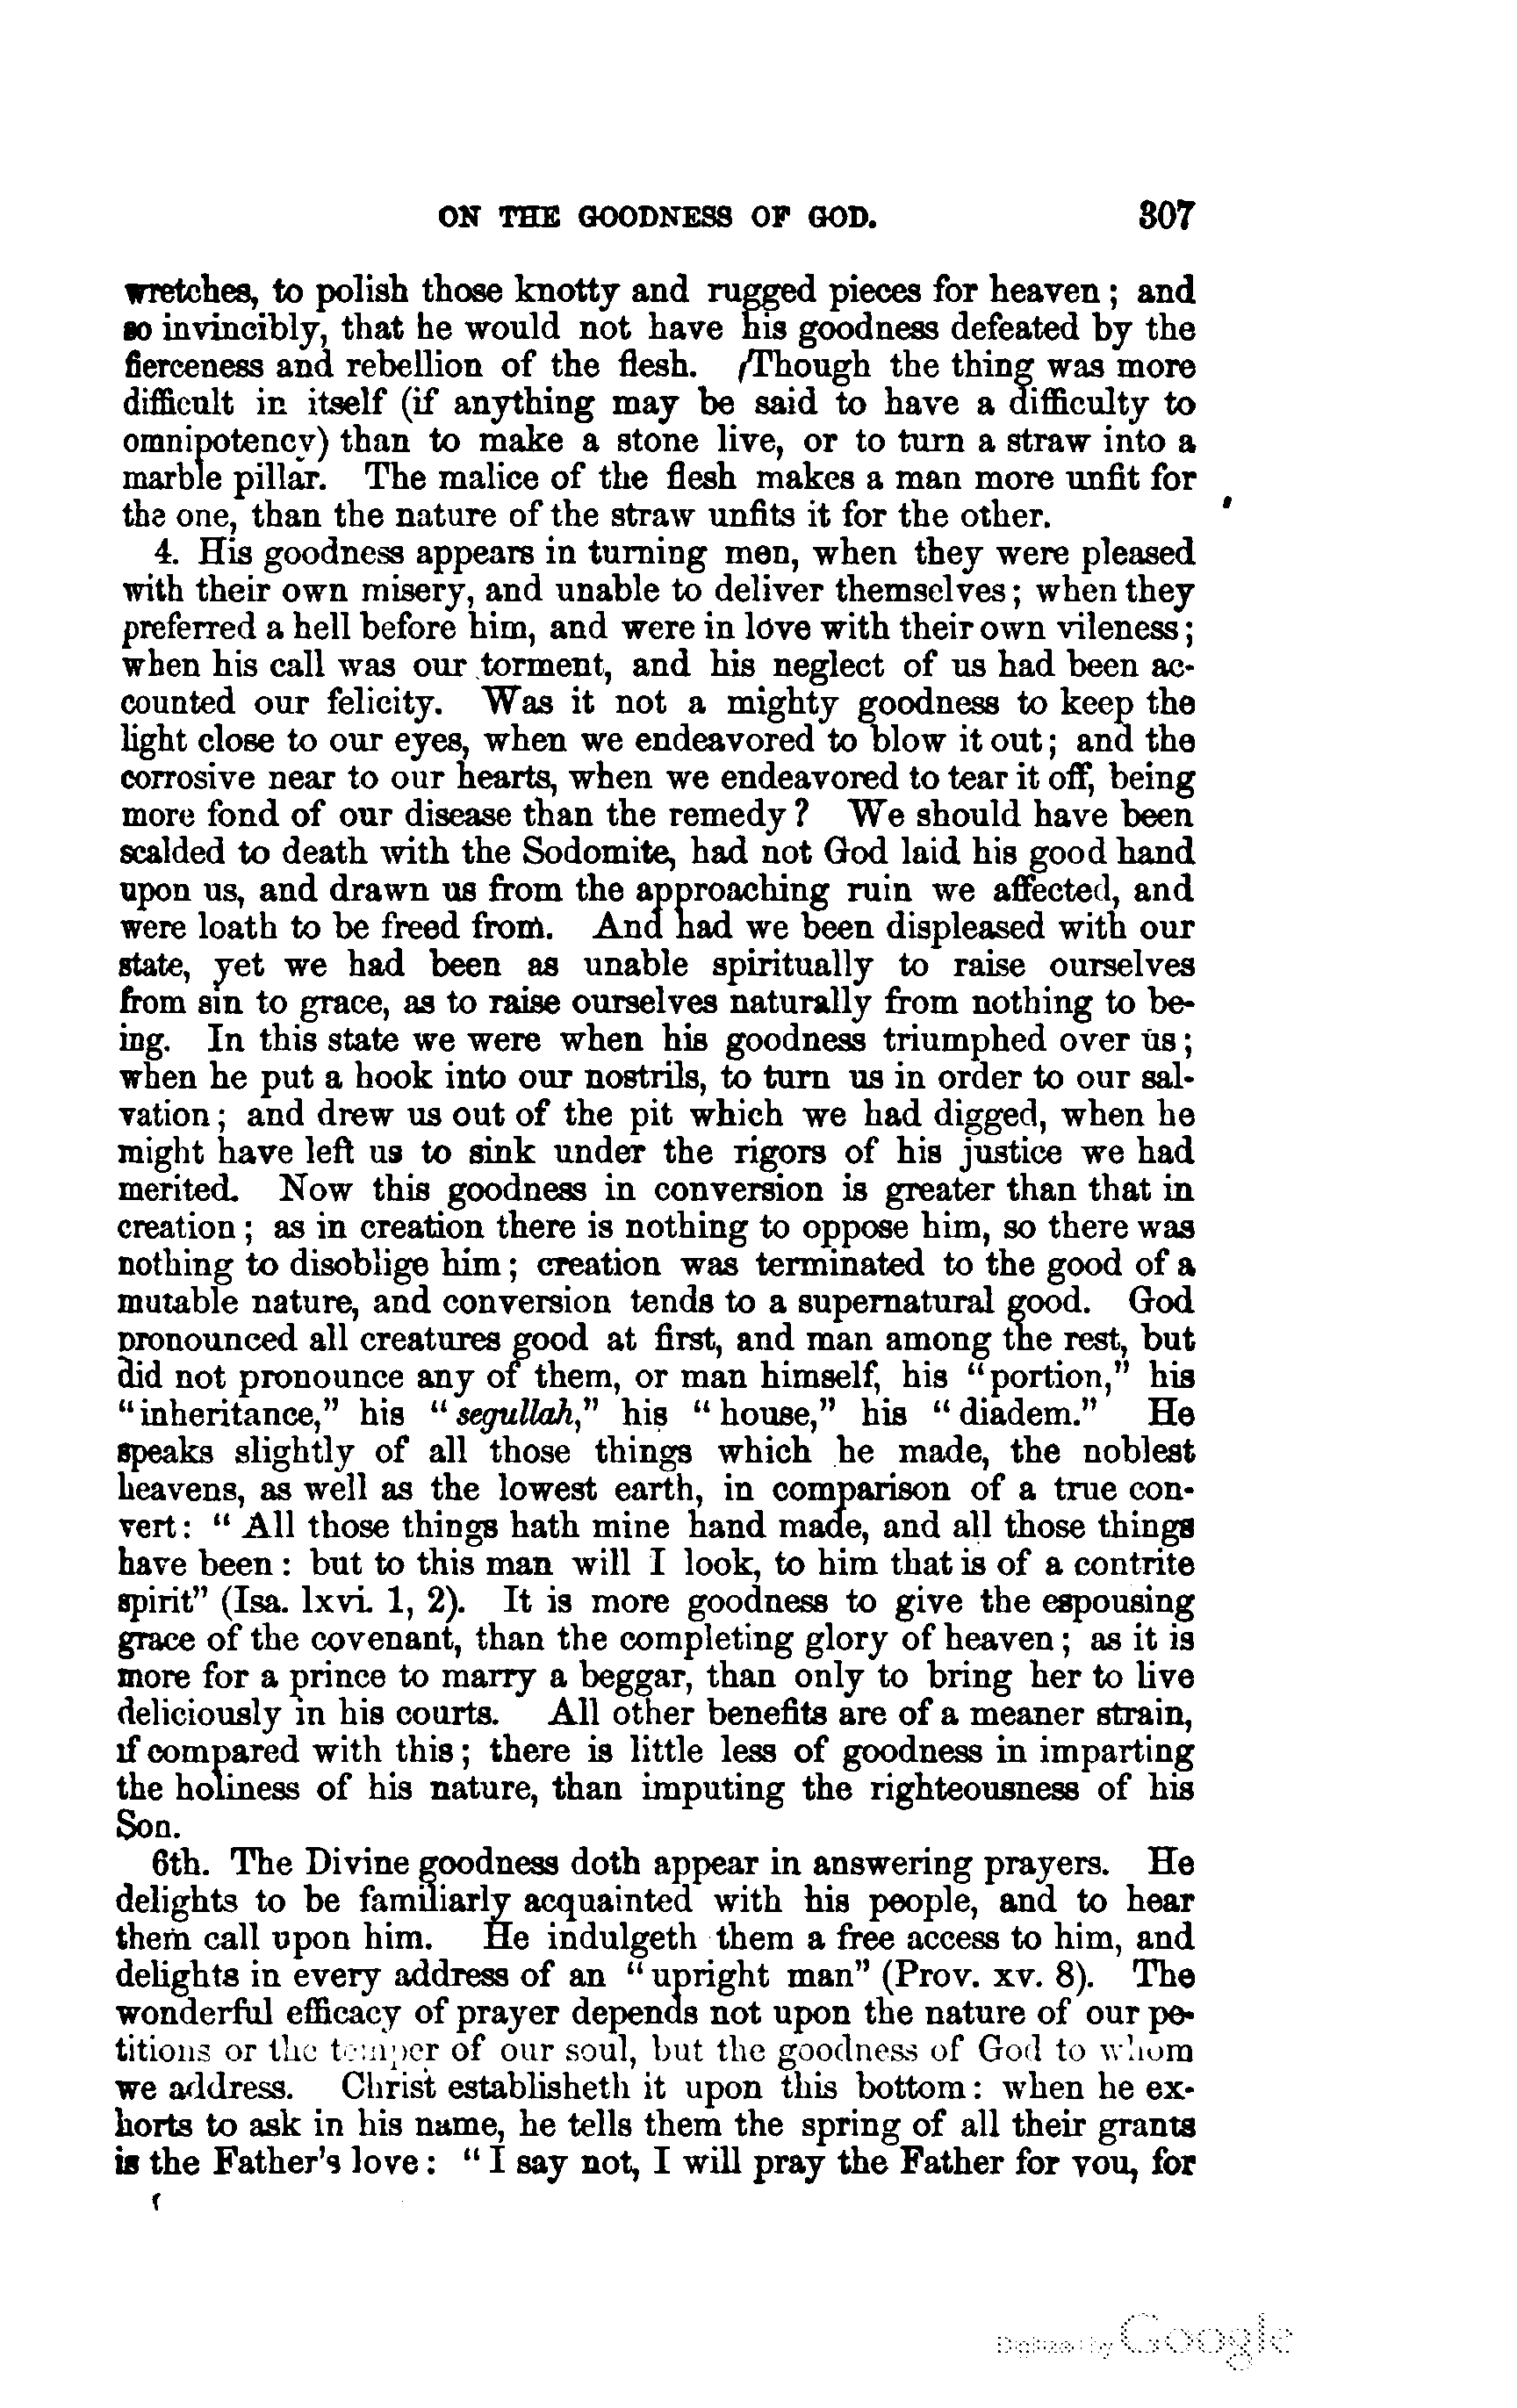 ON THE GOODNESS OF GOD. 307
wretches, to polish those knotty and rugged pieces for heaven; and
so invincibly, that he would not have his goodness defeated by the
fierceness and rebellion of the flesh. (Though the thing was more
difficult in itself (if anything may be said to have a difficulty to
omnipotency) than to make a stone live, or to turn a straw into a
marble pillar. The malice of the flesh makes a man more unfit for
the one, than the nature of the straw unfits it for the other.
4. His goodness appears in turning men, when they were pleased
with their own misery, and unable to deliver themselves; when they
preferred a hell before him, and were in love with their own vileness;
when his call was our torment, and his neglect of us had been ac-
counted our felicity. Was it not a mighty goodness to keep the
light close to our eyes, when we endeavored to blow it out; and the
corrosive near to our hearts, when we endeavored to tear it off, being
more fond of our disease than the remedy? We should have been
scalded to death with the Sodomite, had not God laid his good hand
upon us, and drawn us from the approaching ruin we affected, and
were loath to be freed from. And had we been displeased with our
state, yet we had been as unable spiritually to raise ourselves
from sin to grace, as to raise ourselves naturally from nothing to be-
ing. In this state we were when his goodness triumphed over us;
when he put a hook into our nostrils, to turn us in order to our sal-
vation; and drew us out of the pit which we had digged, when he
might have left us to sink under the rigors of his justice we had
merited. Now this goodness in conversion is greater than that in
creation; as in creation there is nothing to oppose him, so there was
nothing to disoblige him; creation was terminated to the good of a
mutable nature, and conversion tends to a supernatural good. God
pronounced all creatures good at first, and man among the rest, but
did not pronounce any of them, or man himself, his "portion," his
"inheritance," his "segullah," his "house," his "diadem." He
speaks slightly of all those things which he made, the noblest
heavens, as well as the lowest earth, in comparison of a true con-
vert: "All those things hath mine hand made, and all those things
have been: but to this man will I look, to him that is of a contrite
spirit" (Isa. lxvi. 1, 2). It is more goodness to give the espousing
grace of the covenant, than the completing glory of heaven; as it is
more for a prince to marry a beggar, than only to bring her to live
deliciously in his courts. All other benefits are of a meaner strain,
if compared with this; there is little less of goodness in imparting
the holiness of his nature, than imputing the righteousness of his
Son.
6th. The Divine goodness doth appear in answering prayers. He
delights to be familiarly acquainted with his people, and to hear
them call upon him. He indulgeth them a free access to him, and
delights in every address of an "upright man" (Prov. xv. 8). The
wonderful efficacy of prayer depends not upon the nature of our pe-
titions or the temper of our soul, but the goodness of God to whom
we address. Christ establisheth it upon this bottom: when he ex-
horts to ask in his name, he tells them the spring of all their grants
is the Father's love: "I say not, I will pray the Father for you, for
Digitized by Google